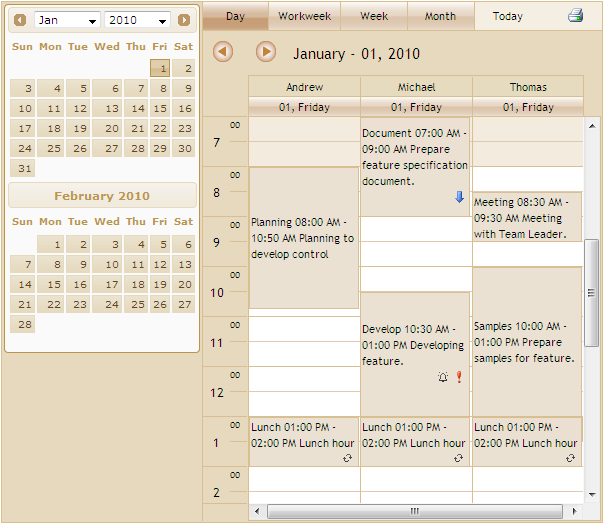 Jan 2010
Sun Mon Tue Wed Thu Fri Sat
1 2
3 4 5 6 7 8 9
10 11 12 13 14 15 16
17 18 19 20 21 22 23
24 25 26 27 28 29 30
31
February 2010
Sun Mon Tue Wed Thu Fri Sat
1 2 3 4 5 6
7 8 9 10 11 12 13
14 15 16 17 18 19 20
21 22 23 24 25 26 27
28
Day Workweek Week Month Today
January - 01, 2010
Andrew Michael Thomas
01, Friday 01, Friday 01, Friday
7 00
8 00
9 00
10 00
11 00
12 00
1 00
2 00
Planning 08:00 AM -
10:50 AM Planning to
develop control
Lunch 01:00 PM -
02:00 PM Lunch hour
Document 07:00 AM -
09:00 AM Prepare
feature specification
document.
Develop 10:30 AM -
01:00 PM Developing
feature.
Lunch 01:00 PM -
02:00 PM Lunch hour
Meeting 08:30 AM -
09:30 AM Meeting
with Team Leader.
Samples 10:00 AM -
01:00 PM Prepare
samples for feature.
Lunch 01:00 PM -
02:00 PM Lunch hour